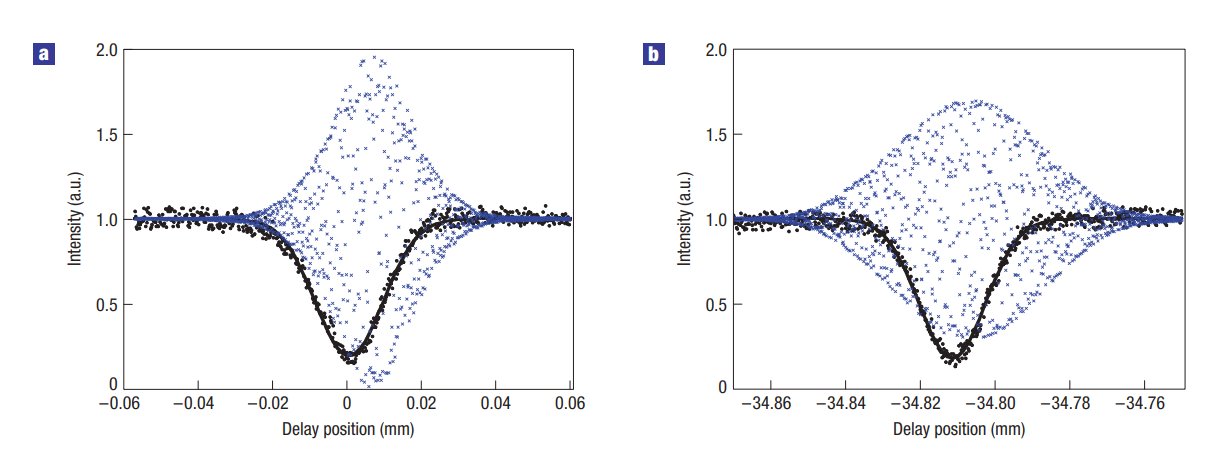 a
2.0
1.5
1.0
0.5
0
Intensity (a.u.)
−0.06 −0.04 −0.02 0 0.02 0.04 0.06
Delay position (mm)
b
2.0
1.5
1.0
0.5
0
Intensity (a.u.)
−34.86 −34.84 −34.82 −34.80 −34.78 −34.76
Delay position (mm)